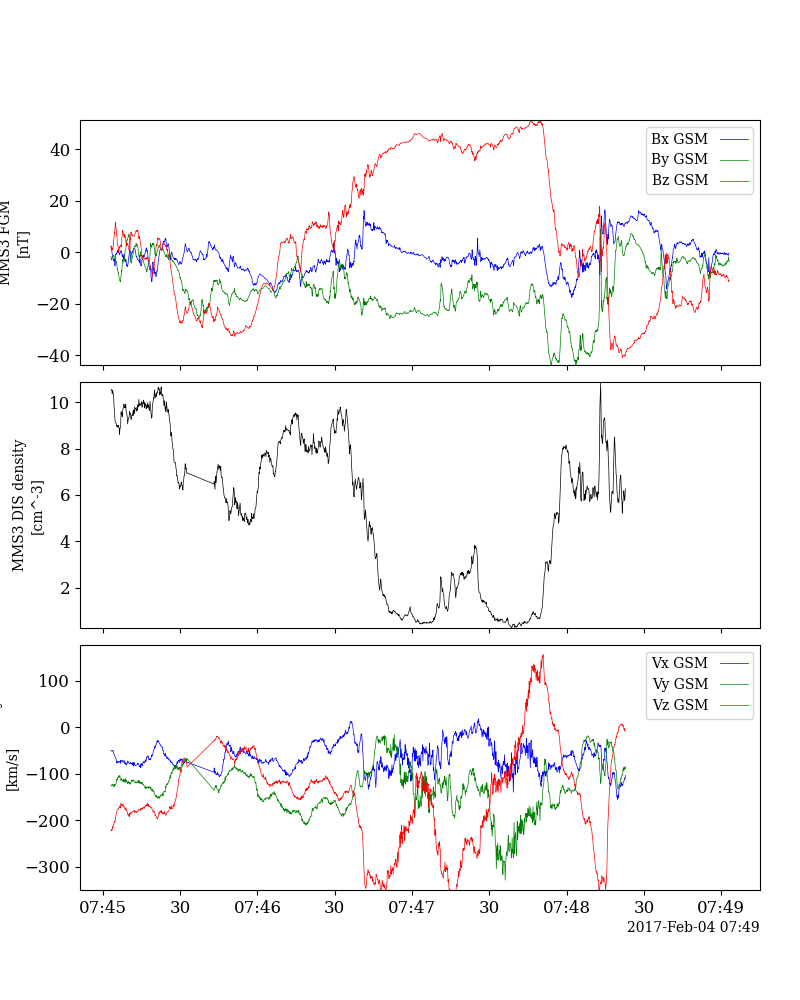 MMS3 FGM
[nT]
40
20
0
−20
−40
Bx GSM
By GSM
Bz GSM
MMS3 DIS density
[cm^-3]
10
8
6
4
2
[km/s]
100
0
−100
−200
−300
Vx GSM
Vy GSM
Vz GSM
07:45 30 07:46 30 07:47 30 07:48 30 07:49
2017-Feb-04 07:49